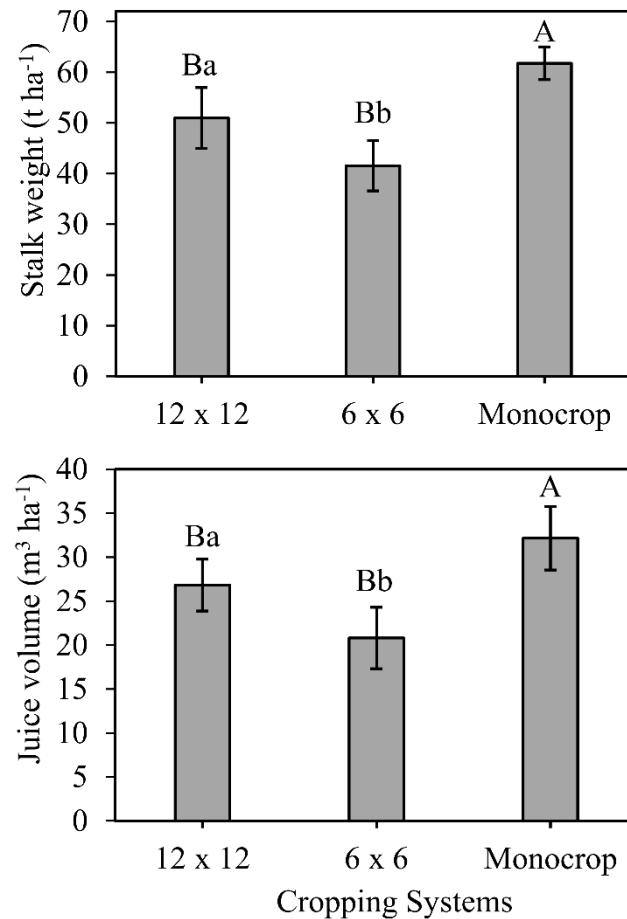 Stalk weight (t ha⁻¹)
70
60
50
40
30
20
10
0
Ba
Bb
A
12 x 12 6 x 6 Monocrop
Juice volume (m³ ha⁻¹)
40
35
30
25
20
15
10
5
0
Ba
Bb
A
12 x 12 6 x 6 Monocrop
Cropping Systems